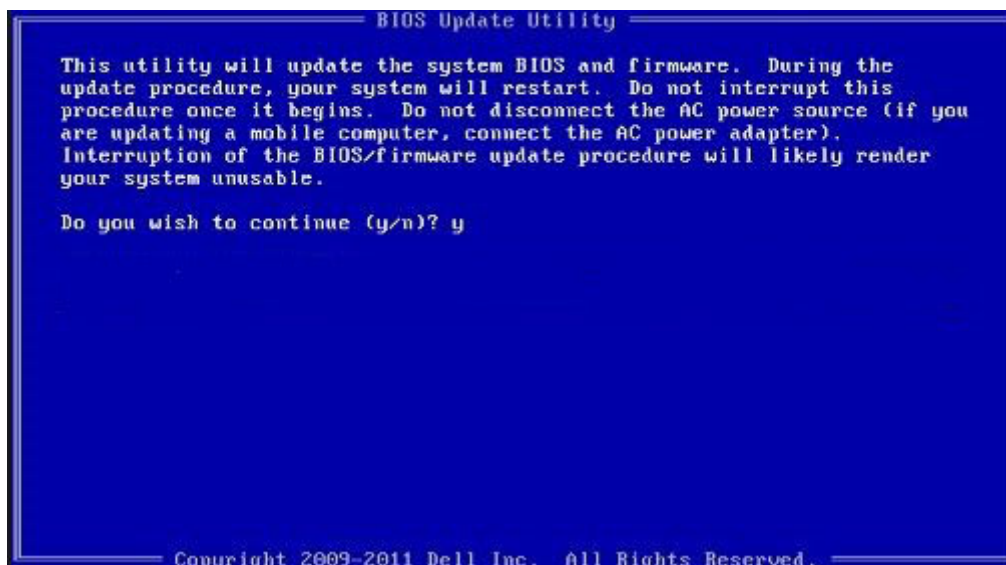 BIOS Update Utility
This utility will update the system BIOS and firmware. During the
update procedure, your system will restart. Do not interrupt this
procedure once it begins. Do not disconnect the AC power source (if you
are updating a mobile computer, connect the AC power adapter).
Interruption of the BIOS/firmware update procedure will likely render
your system unusable.
Do you wish to continue (y/n)? y
Copyright 2009-2011 Dell Inc. All Rights Reserved.